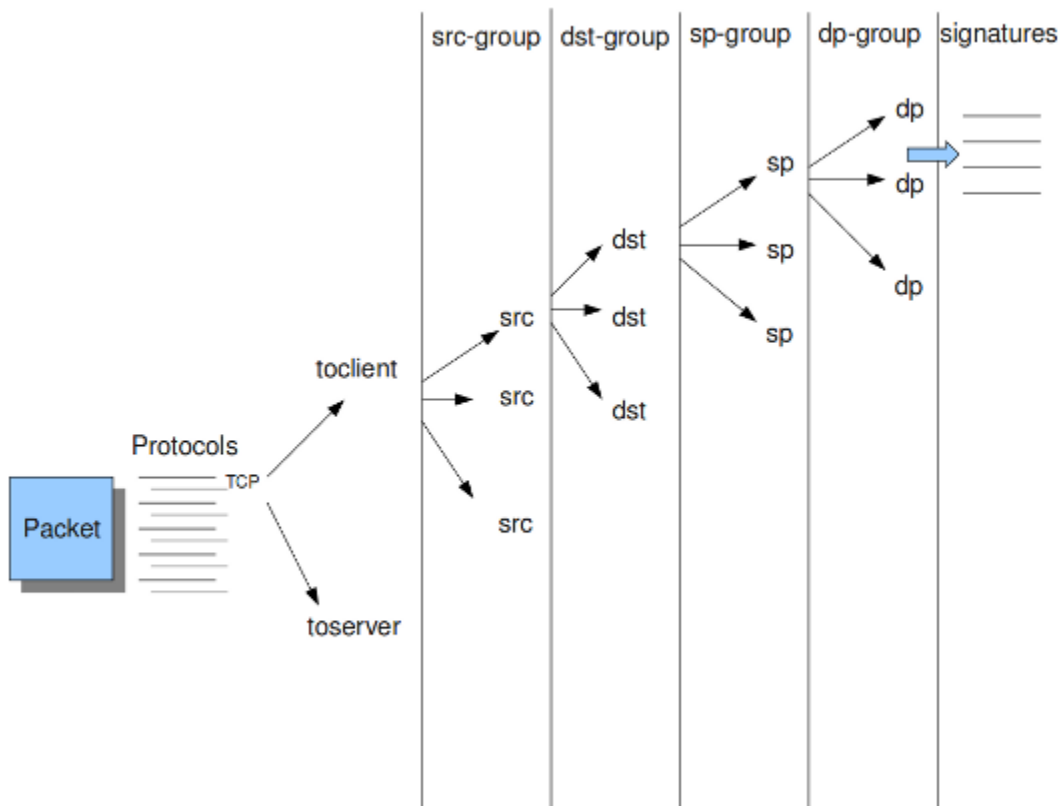 src-group dst-group sp-group dp-group signatures
dp
sp
dp
dst
sp
dp
src
dst
sp
toclient
src
dst
Protocols
TCP
Packet
src
toserver